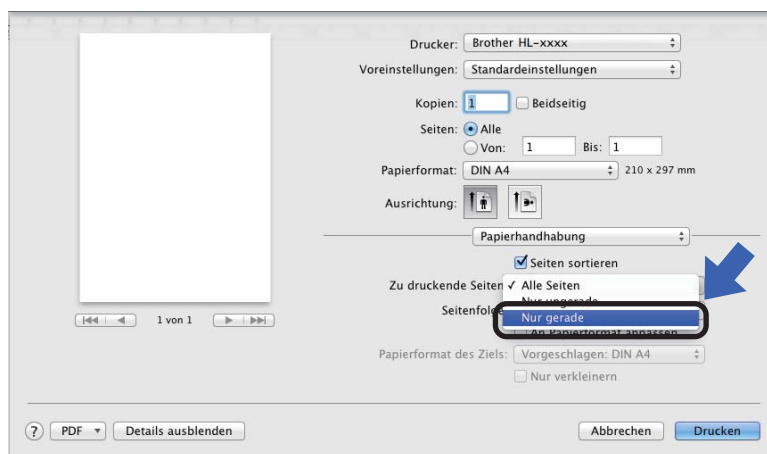 Drucker: Brother HL-xxxx
Voreinstellungen: Standardeinstellungen
Kopien: 1 Beidseitig
Seiten: Alle
Von: 1 Bis: 1
Papierformat: DIN A4 210 x 297 mm
Ausrichtung:
Papierhandhabung
Seiten sortieren
Zu druckende Seiten ✓ Alle Seiten
Nur ungerade
Seitenfolge
Nur gerade
An Papierformat anpassen
Papierformat des Ziels: Vorgeschlagen: DIN A4
Nur verkleinern
1 von 1
? PDF Details ausblenden Abbrechen Drucken